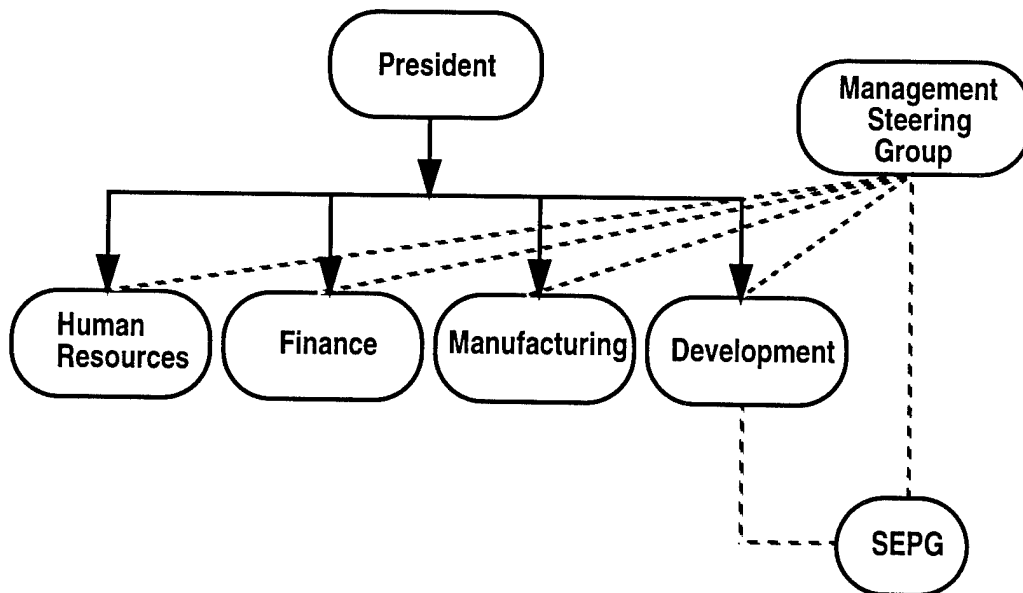 President
Management
Steering
Group
Human
Resources
Finance
Manufacturing
Development
SEPG